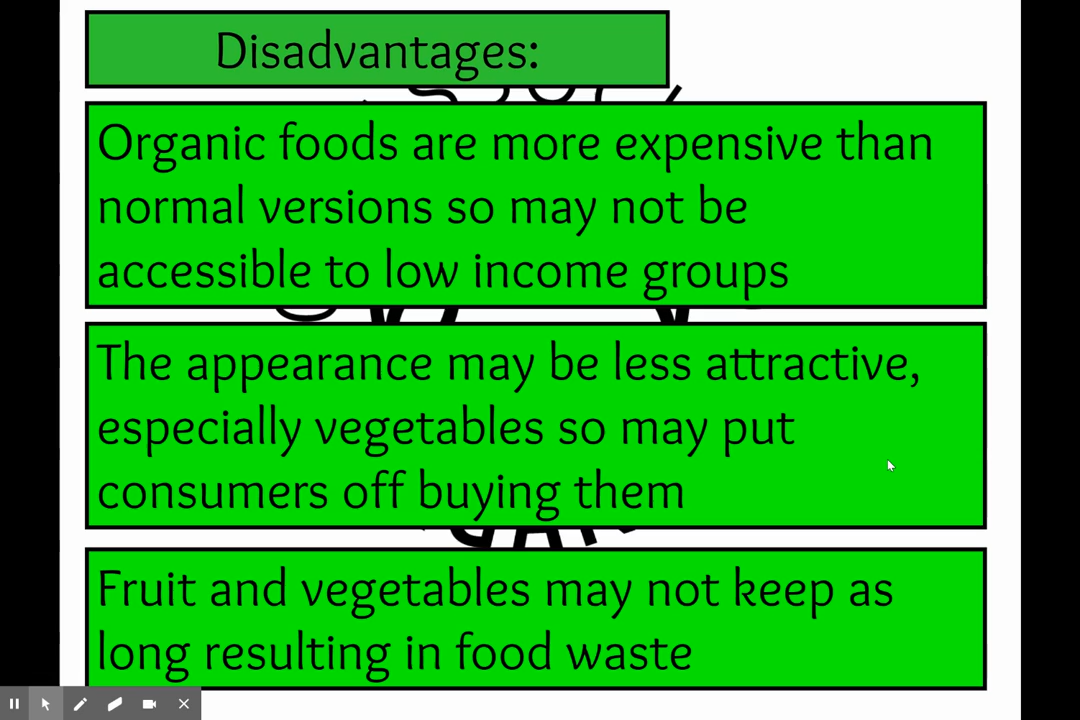 Disadvantages:
Organic foods are more expensive than
normal versions so may not be
accessible to low income groups
The appearance may be less attractive,
especially vegetables so may put
consumers off buying them
Fruit and vegetables may not keep as
long resulting in food waste